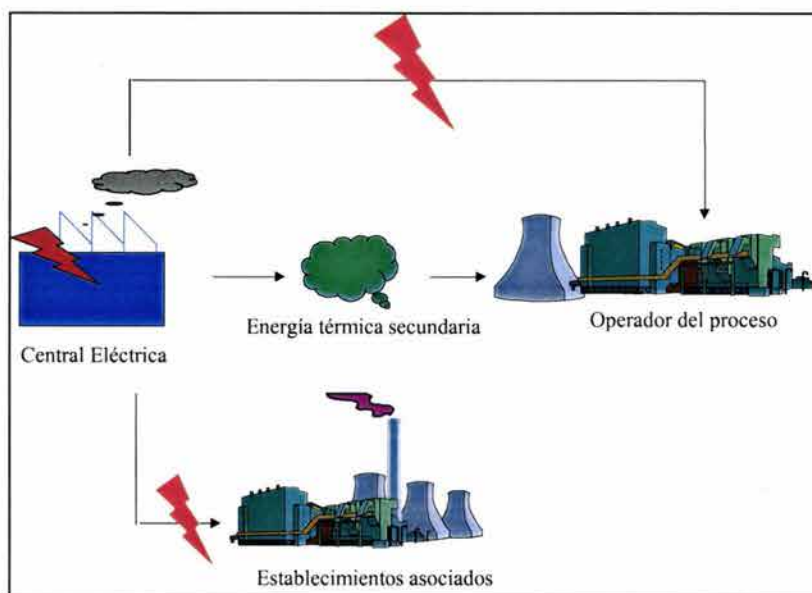 Energía térmica secundaria
Operador del proceso
Central Eléctrica
Establecimientos asociados